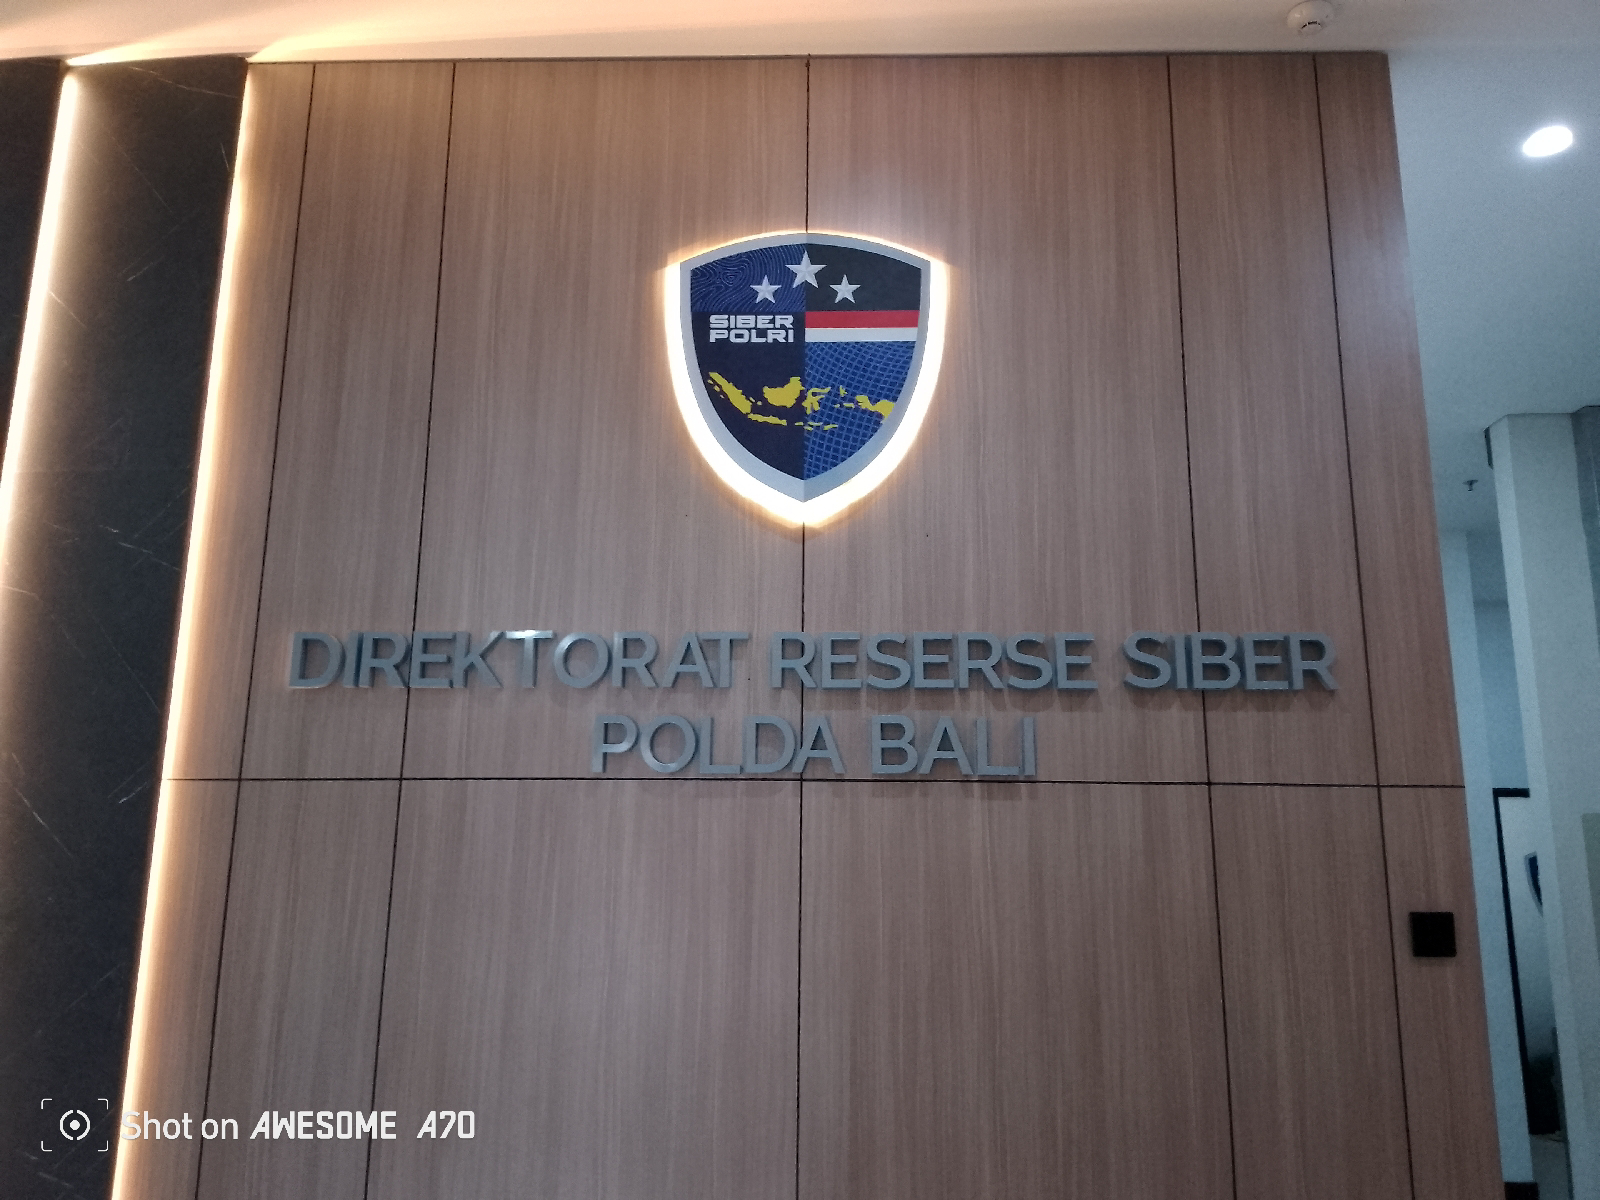 SIBER
POLRI
DIREKTORAT RESERSE SIBER
POLDA BALI
Shot on AWESOME A70